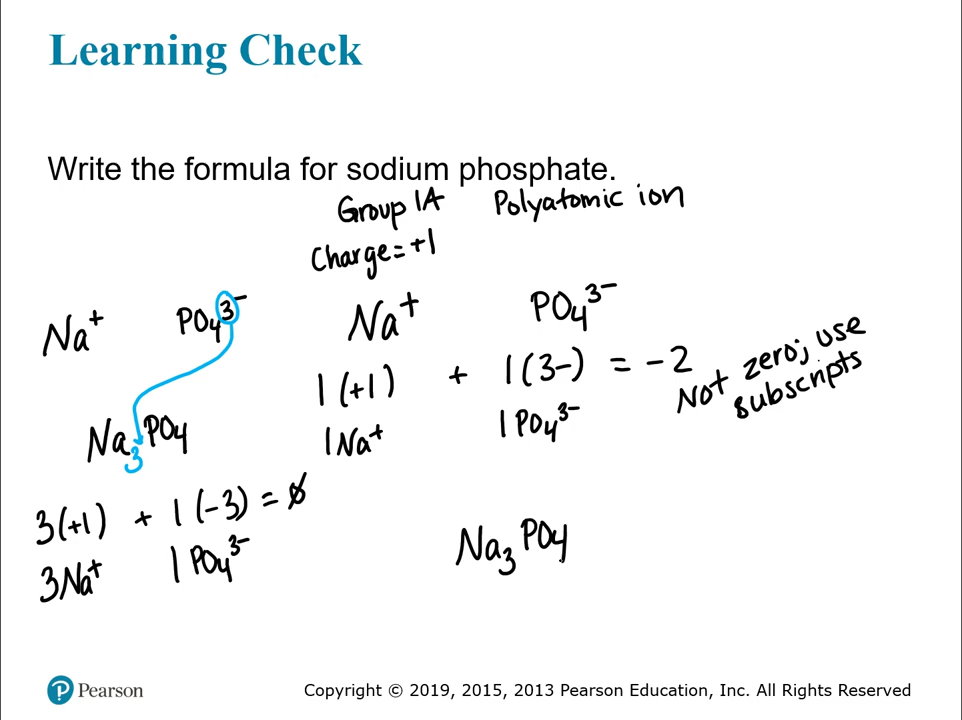 Learning Check
Write the formula for sodium phosphate.
Group 1A Polyatomic ion
Charge = +1
Na⁺ PO₄³⁻ Na⁺ PO₄³⁻
1(+1) + 1(3-) = -2 Not zero; use subscripts
Na₃PO₄ 1Na⁺ 1PO₄³⁻
3(+1) + 1(-3) = 0
3Na⁺ 1PO₄³⁻
Na₃PO₄
P Pearson
Copyright © 2019, 2015, 2013 Pearson Education, Inc. All Rights Reserved